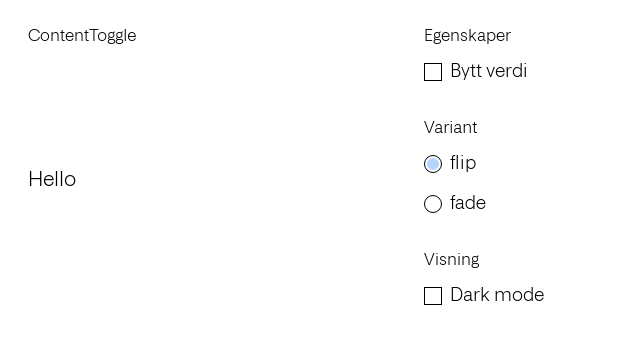 ContentToggle
Hello
Egenskaper
Bytt verdi
Variant
flip
fade
Visning
Dark mode